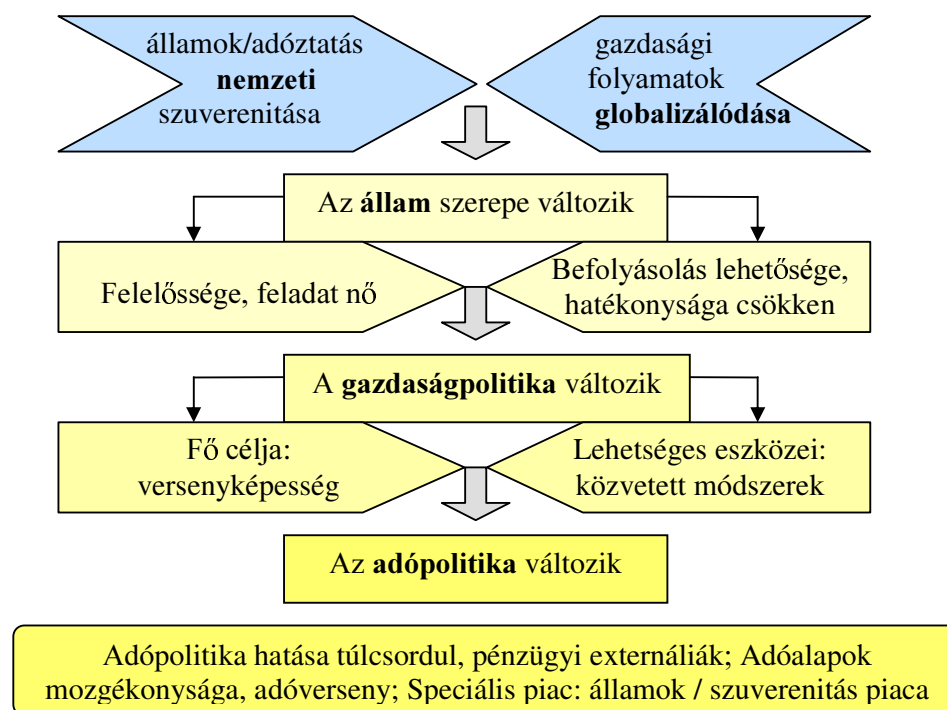 államok/adóztatás
nemzeti
szuverenitása
gazdasági
folyamatok
globalizálódása
Az állam szerepe változik
Felelőssége, feladat nő
Befolyásolás lehetősége,
hatékonysága csökken
A gazdaságpolitika változik
Fő célja:
versenyképesség
Lehetséges eszközei:
közvetett módszerek
Az adópolitika változik
Adópolitika hatása túlcsordul, pénzügyi externáliák; Adóalapok
mozgékonysága, adóverseny; Speciális piac: államok / szuverenitás piaca